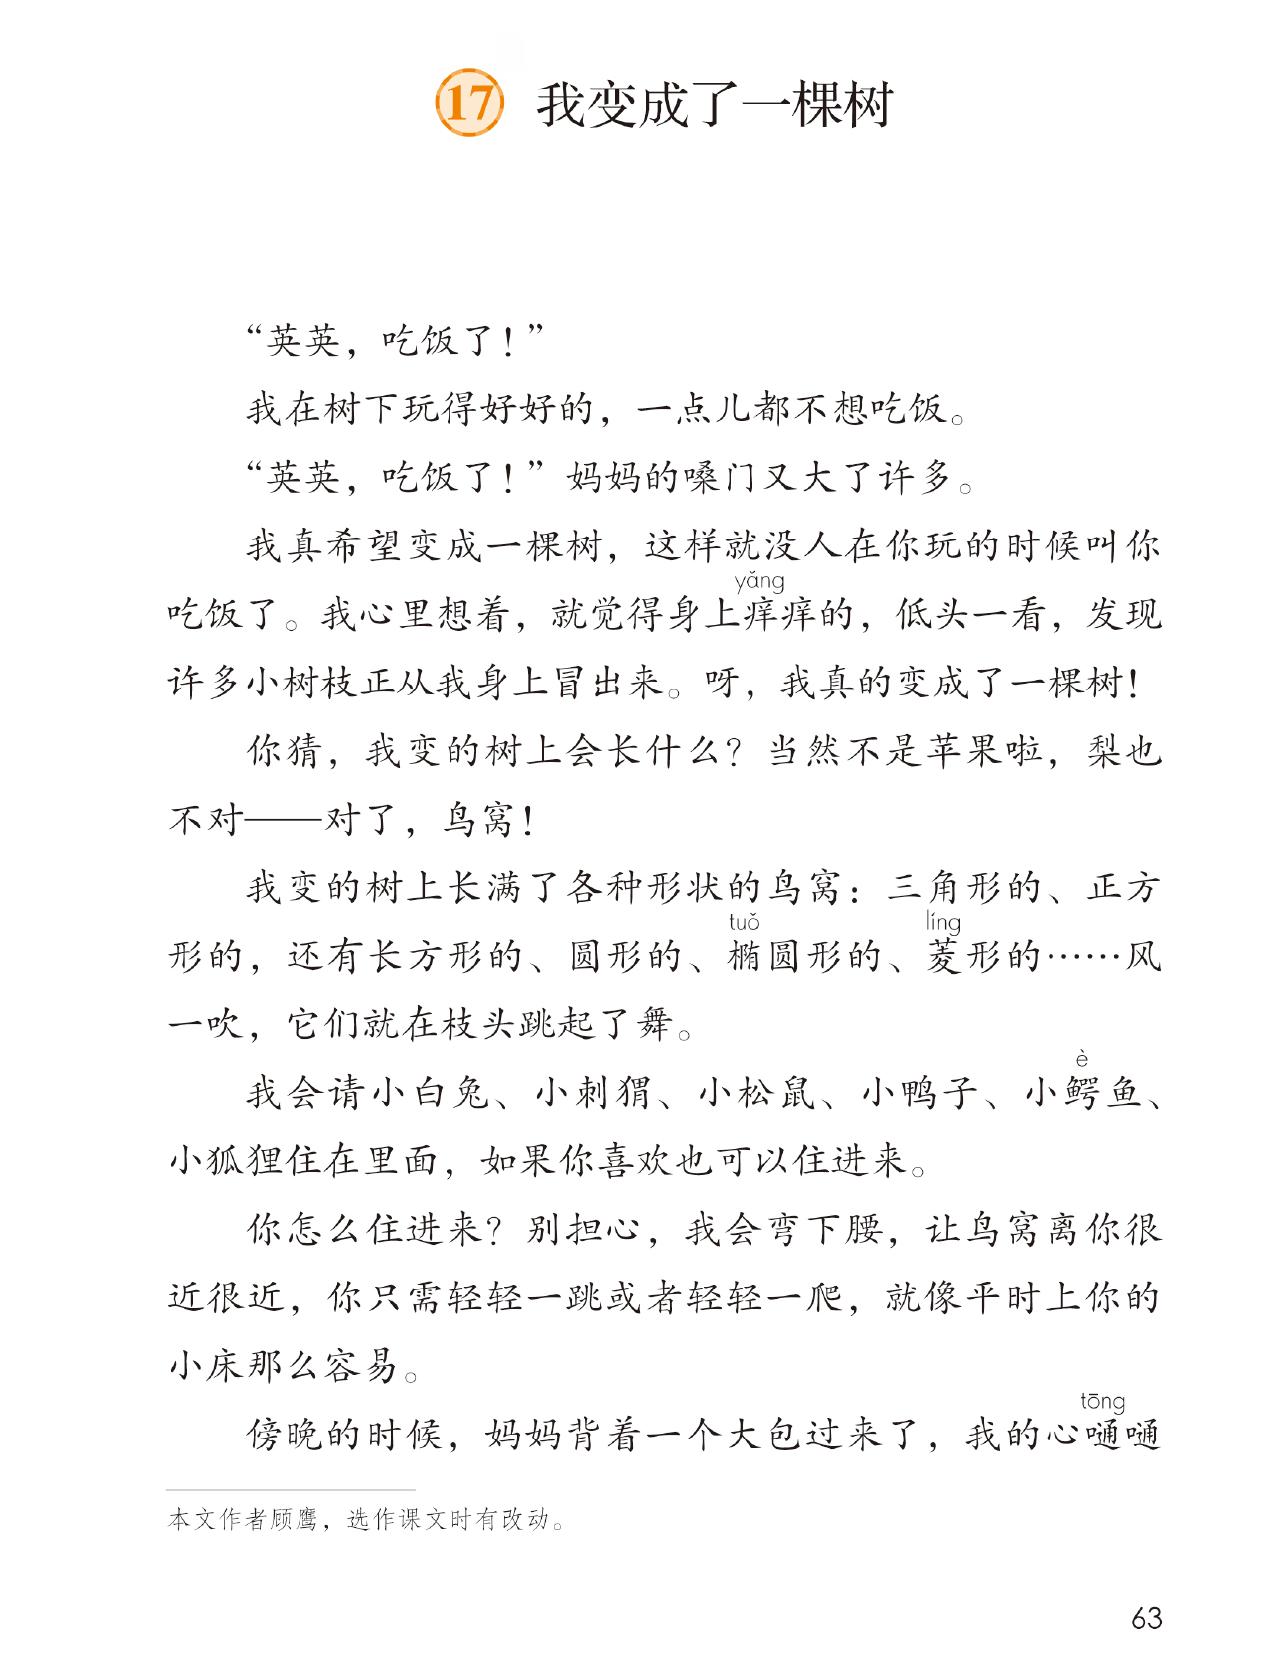 17 我变成了一棵树
“英英，吃饭了！”
我在树下玩得好好的，一点儿都不想吃饭。
“英英，吃饭了！”妈妈的嗓门又大了许多。
我真希望变成一棵树，这样就没人在你玩的时候叫你
yǎng
吃饭了。我心里想着，就觉得身上痒痒的，低头一看，发现
许多小树枝正从我身上冒出来。呀，我真的变成了一棵树！
你猜，我变的树上会长什么？当然不是苹果啦，梨也
不对——对了，鸟窝！
我变的树上长满了各种形状的鸟窝：三角形的、正方
tuǒ líng
形的，还有长方形的、圆形的、椭圆形的、菱形的……风
一吹，它们就在枝头跳起了舞。
è
我会请小白兔、小刺猬、小松鼠、小鸭子、小鳄鱼、
小狐狸住在里面，如果你喜欢也可以住进来。
你怎么住进来？别担心，我会弯下腰，让鸟窝离你很
近很近，你只需轻轻一跳或者轻轻一爬，就像平时上你的
小床那么容易。
tōng
傍晚的时候，妈妈背着一个大包过来了，我的心嗵嗵
本文作者顾鹰，选作课文时有改动。
63